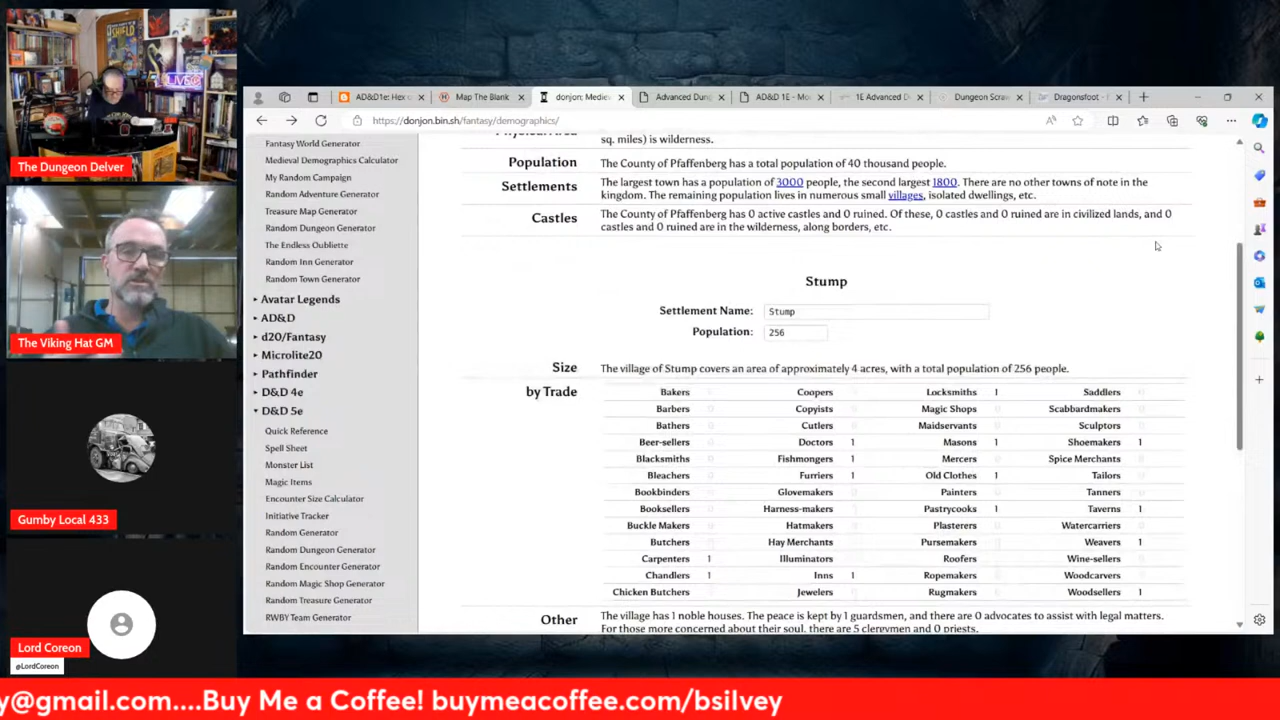 SHIELD
LIVE
The Dungeon Delver
The Viking Hat GM
Gumby Local 433
Lord Coreon
@LordCoreon
AD&D1e: Hex
Map The Blank
donjon; Medie
Advanced Dun
AD&D 1E - Mo
1E Advanced D
Dungeon Scraw
Dragonsfoot -
https://donjon.bin.sh/fantasy/demographics/
Fantasy World Generator
Medieval Demographics Calculator
My Random Campaign
Random Adventure Generator
Treasure Map Generator
Random Dungeon Generator
The Endless Oubliette
Random Inn Generator
Random Town Generator
Avatar Legends
AD&D
d20/Fantasy
Microlite20
Pathfinder
D&D 4e
D&D 5e
Quick Reference
Spell Sheet
Monster List
Magic Items
Encounter Size Calculator
Initiative Tracker
Random Generator
Random Dungeon Generator
Random Encounter Generator
Random Magic Shop Generator
Random Treasure Generator
RWBY Team Generator
sq. miles) is wilderness.
Population The County of Pfaffenberg has a total population of 40 thousand people.
Settlements The largest town has a population of 3000 people, the second largest 1800. There are no other towns of note in the
kingdom. The remaining population lives in numerous small villages, isolated dwellings, etc.
Castles The County of Pfaffenberg has 0 active castles and 0 ruined. Of these, 0 castles and 0 ruined are in civilized lands, and 0
castles and 0 ruined are in the wilderness, along borders, etc.
Stump
Settlement Name: Stump
Population: 256
Size The village of Stump covers an area of approximately 4 acres, with a total population of 256 people.
by Trade Bakers Coopers Locksmiths 1 Saddlers
Barbers Copyists Magic Shops Scabbardmakers
Bathers Cutlers Maidservants Sculptors
Beer-sellers Doctors 1 Masons 1 Shoemakers 1
Blacksmiths Fishmongers 1 Mercers Spice Merchants
Bleachers Furriers 1 Old Clothes 1 Tailors
Bookbinders Glovemakers Painters Tanners
Booksellers Harness-makers Pastrycooks 1 Taverns 1
Buckle Makers Hatmakers Plasterers Watercarriers
Butchers Hay Merchants Pursemakers Weavers 1
Carpenters 1 Illuminators Roofers Wine-sellers
Chandlers 1 Inns 1 Ropemakers Woodcarvers
Chicken Butchers Jewelers Rugmakers Woodsellers 1
Other The village has 1 noble houses. The peace is kept by 1 guardsmen, and there are 0 advocates to assist with legal matters.
For those more concerned about their soul, there are 5 clergymen and 0 priests.
y@gmail.com....Buy Me a Coffee! buymeacoffee.com/bsilvey